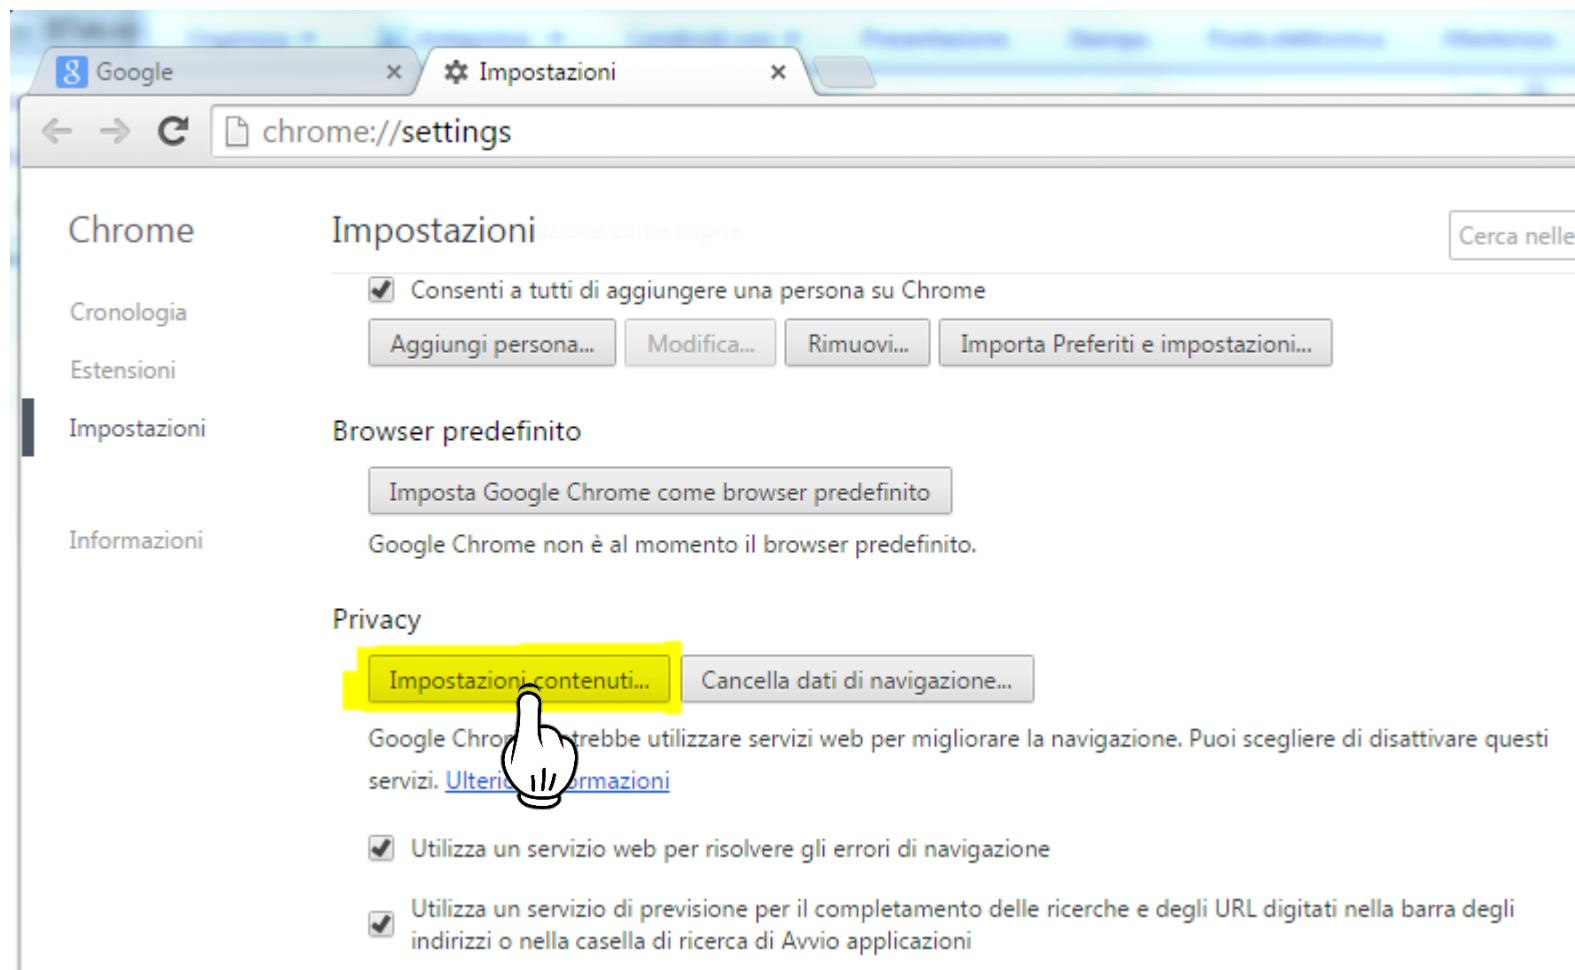 Google
Impostazioni
chrome://settings
Chrome
Impostazioni
Cerca nelle
Cronologia
Estensioni
Impostazioni
Informazioni
Consenti a tutti di aggiungere una persona su Chrome
Aggiungi persona... Modifica... Rimuovi... Importa Preferiti e impostazioni...
Browser predefinito
Imposta Google Chrome come browser predefinito
Google Chrome non è al momento il browser predefinito.
Privacy
Impostazioni contenuti... Cancella dati di navigazione...
Google utilizzare servizi web per migliorare la navigazione. Puoi scegliere di disattivare questi
servizi.
Utilizza un servizio web per risolvere gli errori di navigazione
Utilizza un servizio di previsione per il completamento delle ricerche e degli URL digitati nella barra degli
indirizzi o nella casella di ricerca di Avvio applicazioni